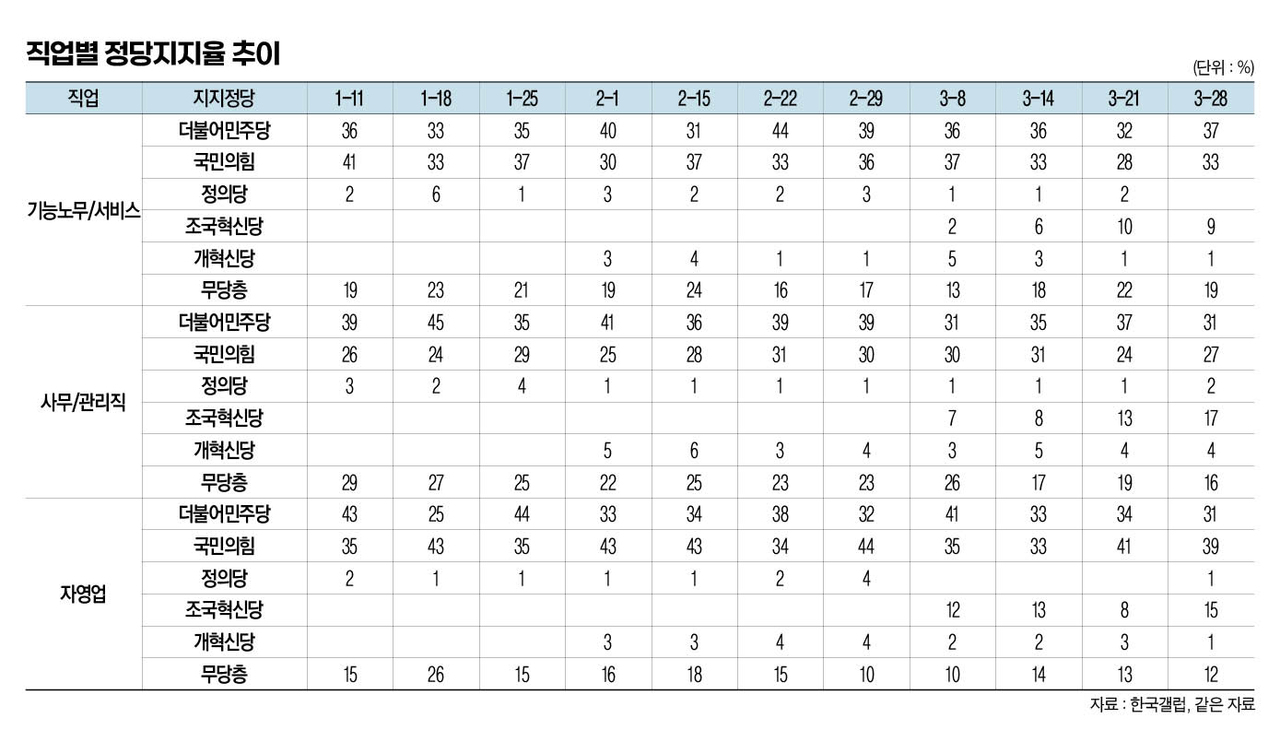 직업별 정당지지율 추이
(단위 : %)
직업 지지정당 1-11 1-18 1-25 2-1 2-15 2-22 2-29 3-8 3-14 3-21 3-28
기능노무/서비스
더불어민주당 36 33 35 40 31 44 39 36 36 32 37
국민의힘 41 33 37 30 37 33 36 37 33 28 33
정의당 2 6 1 3 2 2 3 1 1 2
조국혁신당 2 6 10 9
개혁신당 3 4 1 1 5 3 1 1
무당층 19 23 21 19 24 16 17 13 18 22 19
사무/관리직
더불어민주당 39 45 35 41 36 39 39 31 35 37 31
국민의힘 26 24 29 25 28 31 30 30 31 24 27
정의당 3 2 4 1 1 1 1 1 1 1 2
조국혁신당 7 8 13 17
개혁신당 5 6 3 4 3 5 4 4
무당층 29 27 25 22 25 23 23 26 17 19 16
자영업
더불어민주당 43 25 44 33 34 38 32 41 33 34 31
국민의힘 35 43 35 43 43 34 44 35 33 41 39
정의당 2 1 1 1 1 2 4 1
조국혁신당 12 13 8 15
개혁신당 3 3 4 4 2 2 3 1
무당층 15 26 15 16 18 15 10 10 14 13 12
자료 : 한국갤럽, 같은 자료